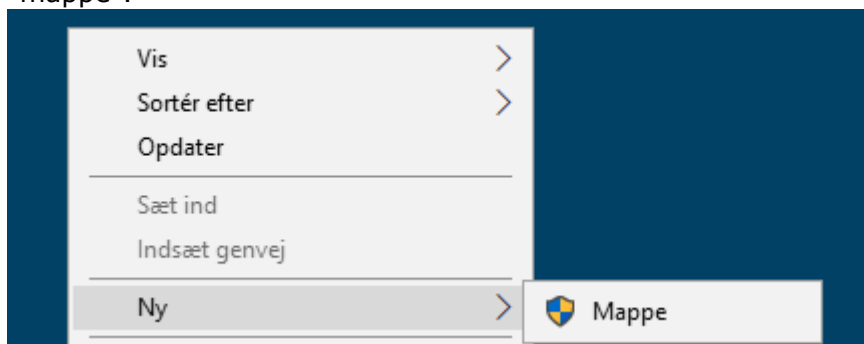 Vis
Sortér efter
Opdater
Sæt ind
Indsæt genvej
Ny
Mappe